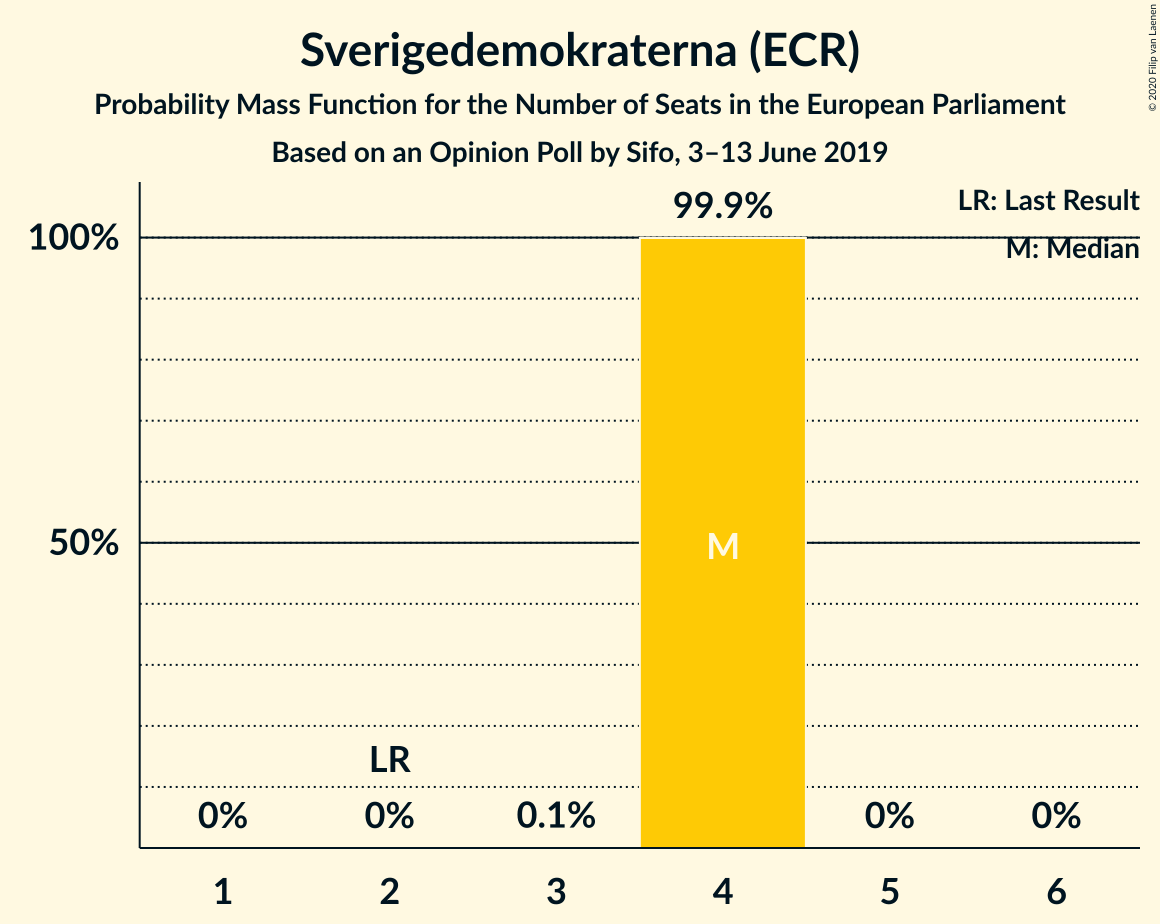 Sverigedemokraterna (ECR)
Probability Mass Function for the Number of Seats in the European Parliament
Based on an Opinion Poll by Sifo, 3–13 June 2019
© 2020 Filip van Laenen
LR: Last Result
M: Median
99.9%
100%
50%
M
LR
0%
0%
0.1%
0%
0%
1
2
3
4
5
6